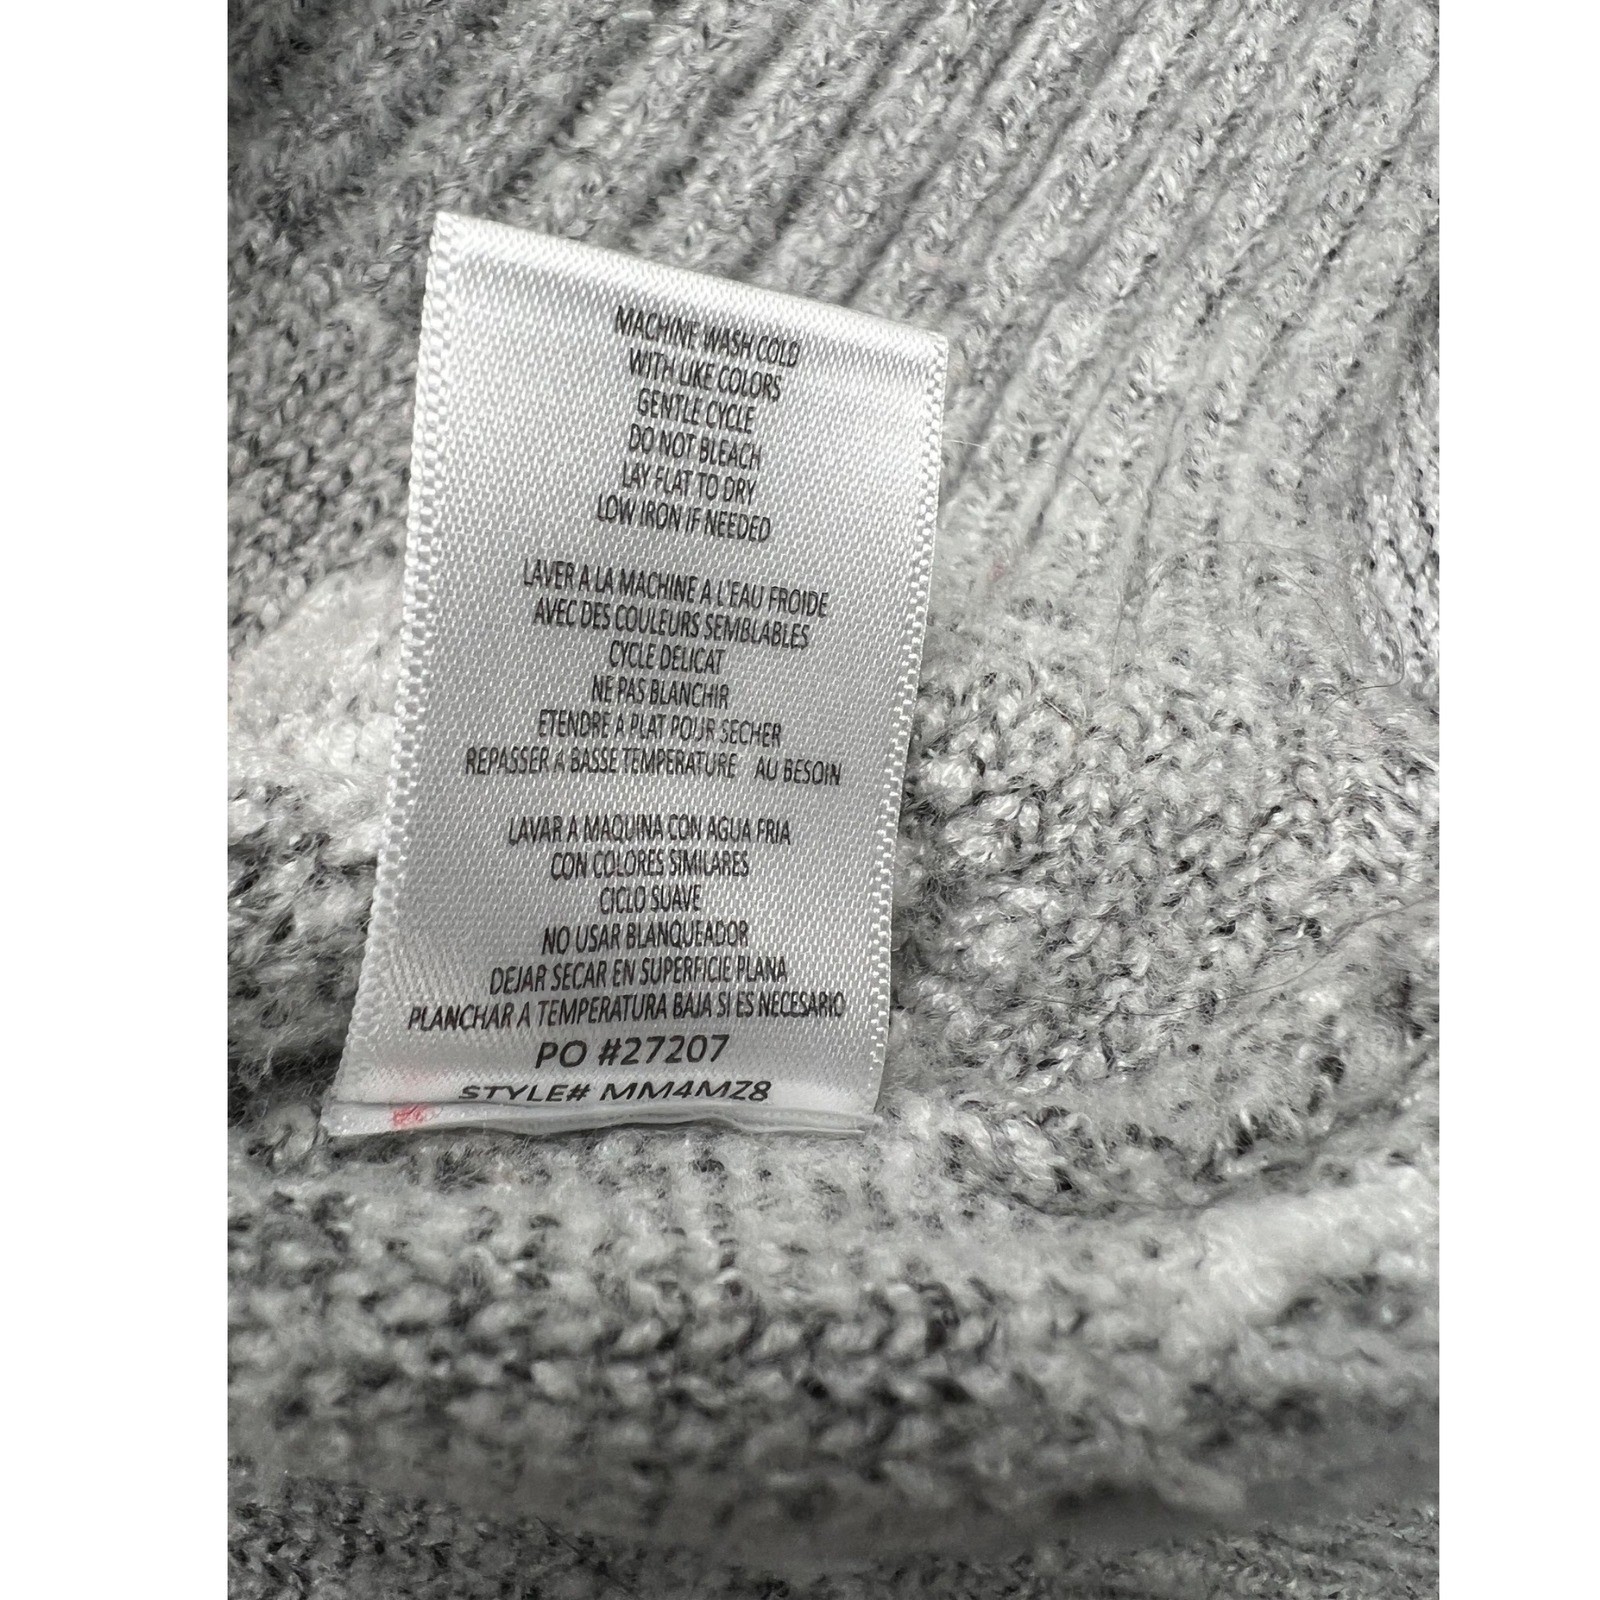 MACHINE WASH COLD
WITH LIKE COLORS
GENTLE CYCLE
DO NOT BLEACH
LAY FLAT TO DRY
LOW IRON IF NEEDED
LAVER A LA MACHINE A L'EAU FROIDE
AVEC DES COULEURS SEMBLABLES
CYCLE DELICAT
NE PAS BLANCHIR
ETENDRE A PLAT POUR SECHER
REPASSER A BASSE TEMPERATURE AU BESOIN
LAVAR A MAQUINA CON AGUA FRIA
CON COLORES SIMILARES
CICLO SUAVE
NO USAR BLANQUEADOR
DEJAR SECAR EN SUPERFICIE PLANA
PLANCHAR A TEMPERATURA BAJA SI ES NECESARIO
PO #27207
STYLE# MM4MZ8